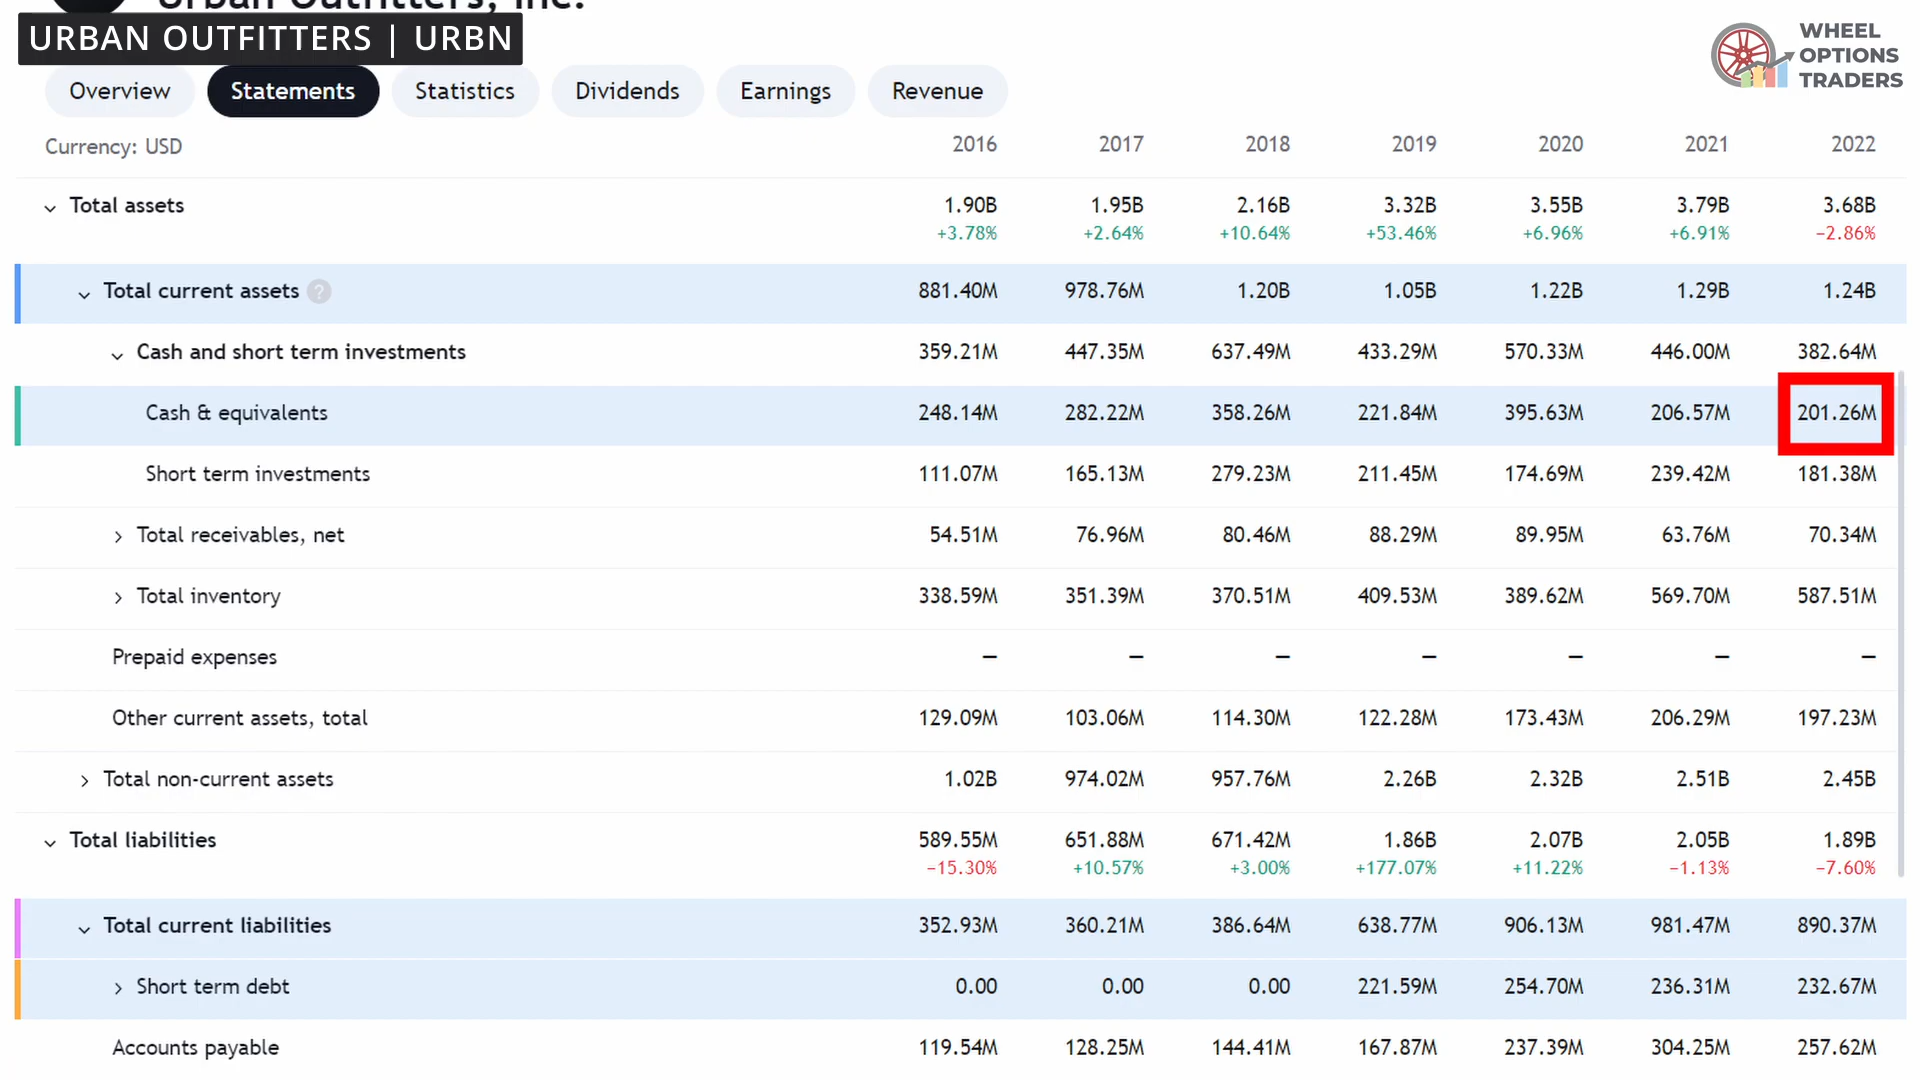 Urban Outfitters, Inc.
URBAN OUTFITTERS | URBN
WHEEL
OPTIONS
TRADERS
Overview Statements Statistics Dividends Earnings Revenue
Currency: USD 2016 2017 2018 2019 2020 2021 2022
Total assets 1.90B 1.95B 2.16B 3.32B 3.55B 3.79B 3.68B
+3.78% +2.64% +10.64% +53.46% +6.96% +6.91% −2.86%
Total current assets ? 881.40M 978.76M 1.20B 1.05B 1.22B 1.29B 1.24B
Cash and short term investments 359.21M 447.35M 637.49M 433.29M 570.33M 446.00M 382.64M
Cash & equivalents 248.14M 282.22M 358.26M 221.84M 395.63M 206.57M 201.26M
Short term investments 111.07M 165.13M 279.23M 211.45M 174.69M 239.42M 181.38M
Total receivables, net 54.51M 76.96M 80.46M 88.29M 89.95M 63.76M 70.34M
Total inventory 338.59M 351.39M 370.51M 409.53M 389.62M 569.70M 587.51M
Prepaid expenses — — — — — — —
Other current assets, total 129.09M 103.06M 114.30M 122.28M 173.43M 206.29M 197.23M
Total non-current assets 1.02B 974.02M 957.76M 2.26B 2.32B 2.51B 2.45B
Total liabilities 589.55M 651.88M 671.42M 1.86B 2.07B 2.05B 1.89B
−15.30% +10.57% +3.00% +177.07% +11.22% −1.13% −7.60%
Total current liabilities 352.93M 360.21M 386.64M 638.77M 906.13M 981.47M 890.37M
Short term debt 0.00 0.00 0.00 221.59M 254.70M 236.31M 232.67M
Accounts payable 119.54M 128.25M 144.41M 167.87M 237.39M 304.25M 257.62M